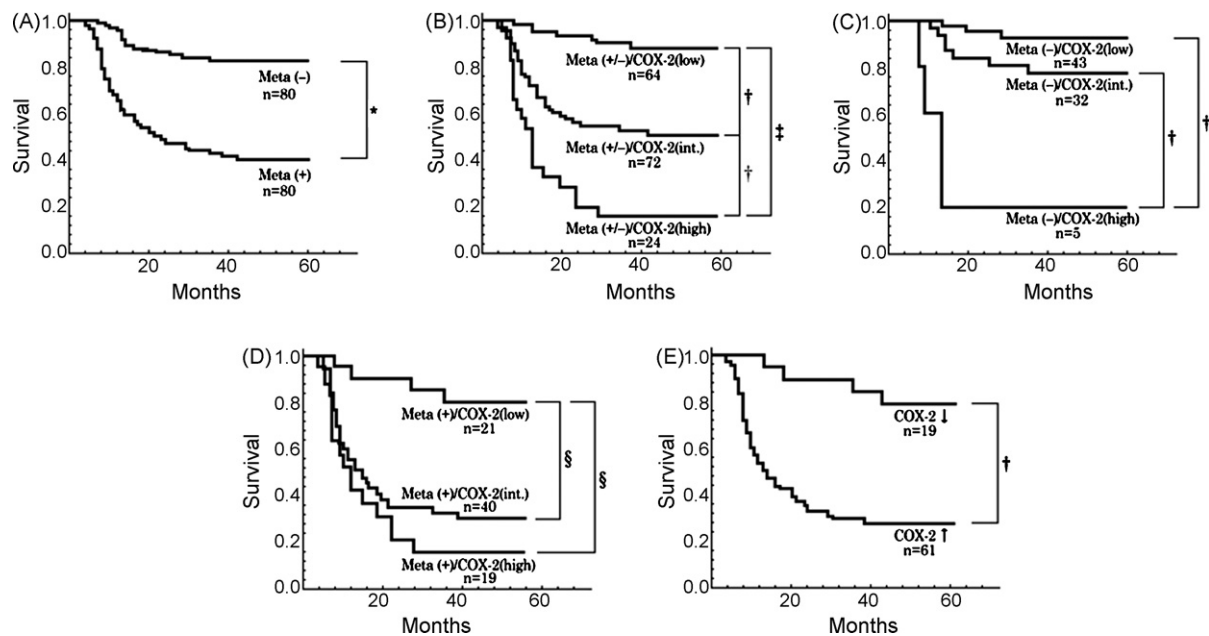 (A)
1.0
0.8
0.6
0.4
0.2
0.0
Survival
Meta (–)
n=80
*
Meta (+)
n=80
20 40 60
Months
(B)
1.0
0.8
0.6
0.4
0.2
0.0
Survival
Meta (+/–)/COX-2(low)
n=64
†
‡
Meta (+/–)/COX-2(int.)
n=72
†
Meta (+/–)/COX-2(high)
n=24
20 40 60
Months
(C)
1.0
0.8
0.6
0.4
0.2
0.0
Survival
Meta (–)/COX-2(low)
n=43
Meta (–)/COX-2(int.)
n=32
†
†
Meta (–)/COX-2(high)
n=5
20 40 60
Months
(D)
1.0
0.8
0.6
0.4
0.2
0.0
Survival
Meta (+)/COX-2(low)
n=21
§
§
Meta (+)/COX-2(int.)
n=40
Meta (+)/COX-2(high)
n=19
20 40 60
Months
(E)
1.0
0.8
0.6
0.4
0.2
0.0
Survival
COX-2 ↓
n=19
†
COX-2 ↑
n=61
20 40 60
Months